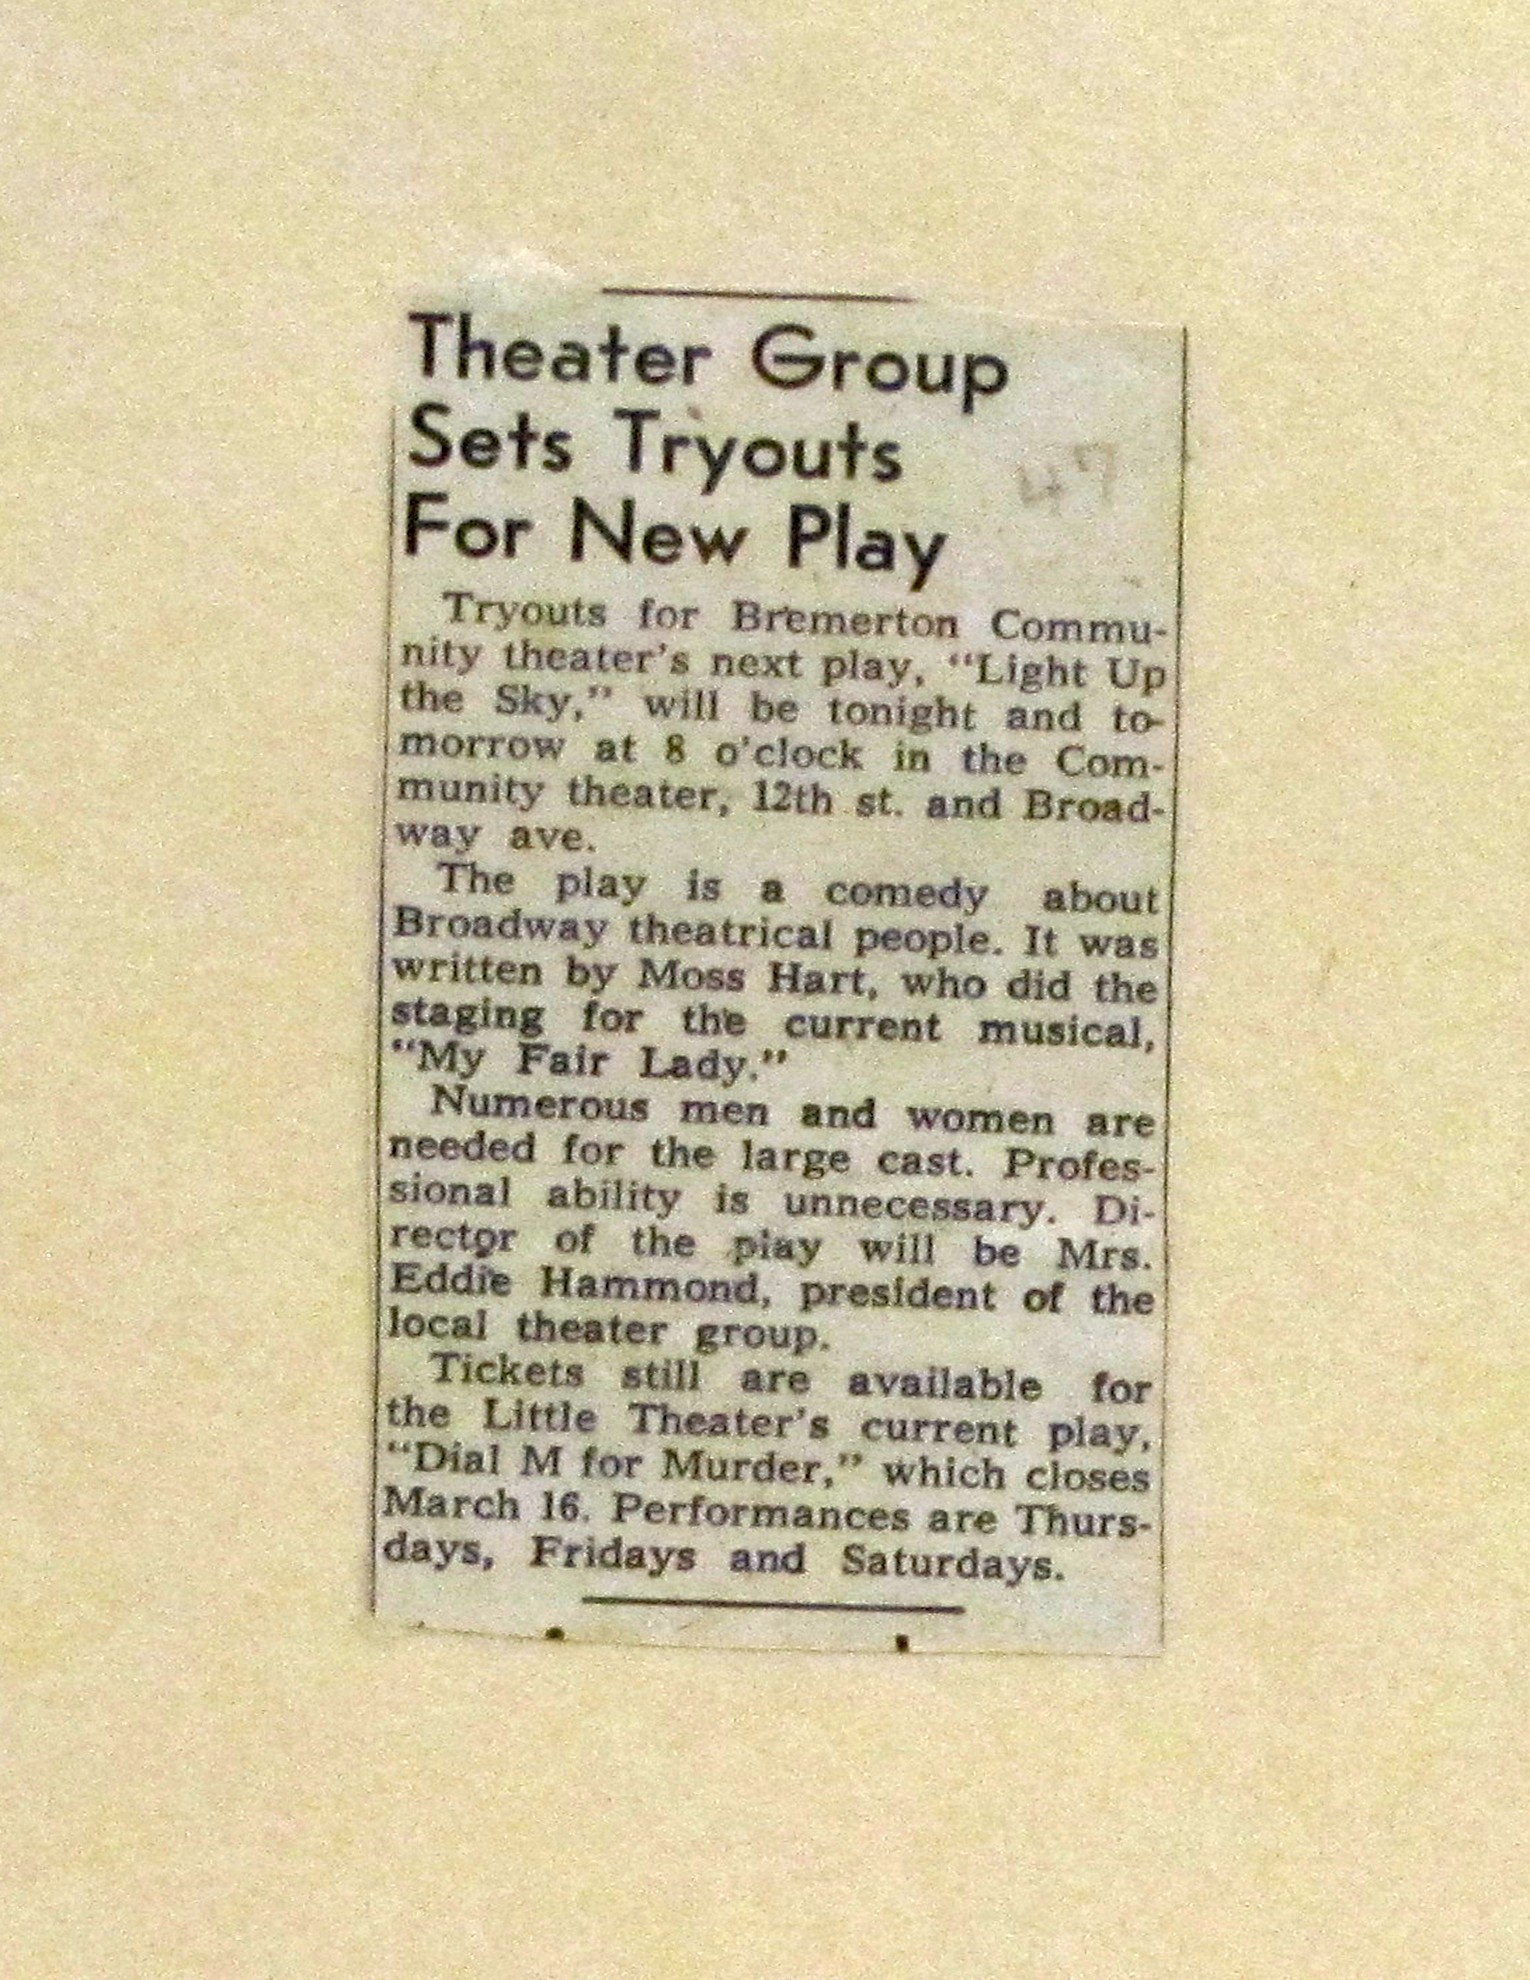 Theater Group
Sets Tryouts
For New Play
47
Tryouts for Bremerton Commu-
nity theater's next play, "Light Up
the Sky," will be tonight and to-
morrow at 8 o'clock in the Com-
munity theater, 12th st. and Broad-
way ave.
The play is a comedy about
Broadway theatrical people. It was
written by Moss Hart, who did the
staging for the current musical,
"My Fair Lady."
Numerous men and women are
needed for the large cast. Profes-
sional ability is unnecessary. Di-
rector of the play will be Mrs.
Eddie Hammond, president of the
local theater group.
Tickets still are available for
the Little Theater's current play,
"Dial M for Murder," which closes
March 16. Performances are Thurs-
days, Fridays and Saturdays.